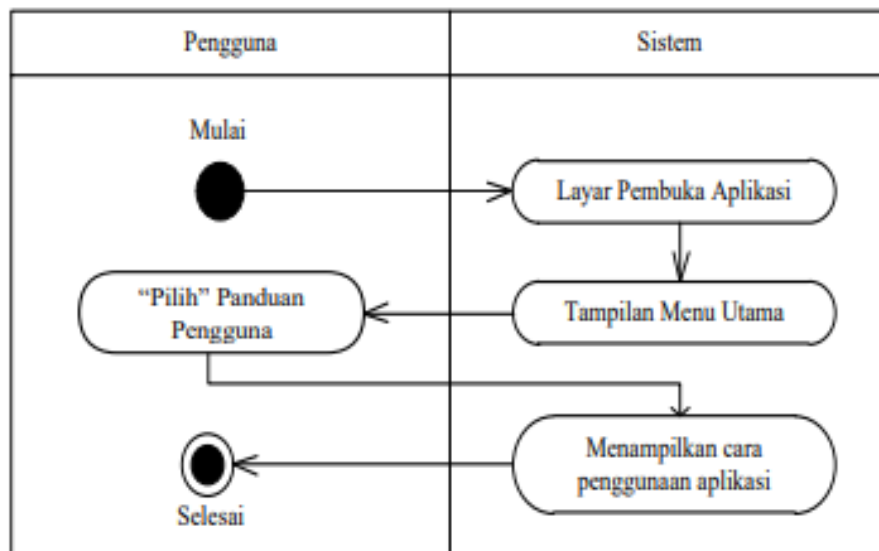 Pengguna
Sistem
Mulai
Layar Pembuka Aplikasi
Tampilan Menu Utama
“Pilih” Panduan
Pengguna
Menampilkan cara
penggunaan aplikasi
Selesai